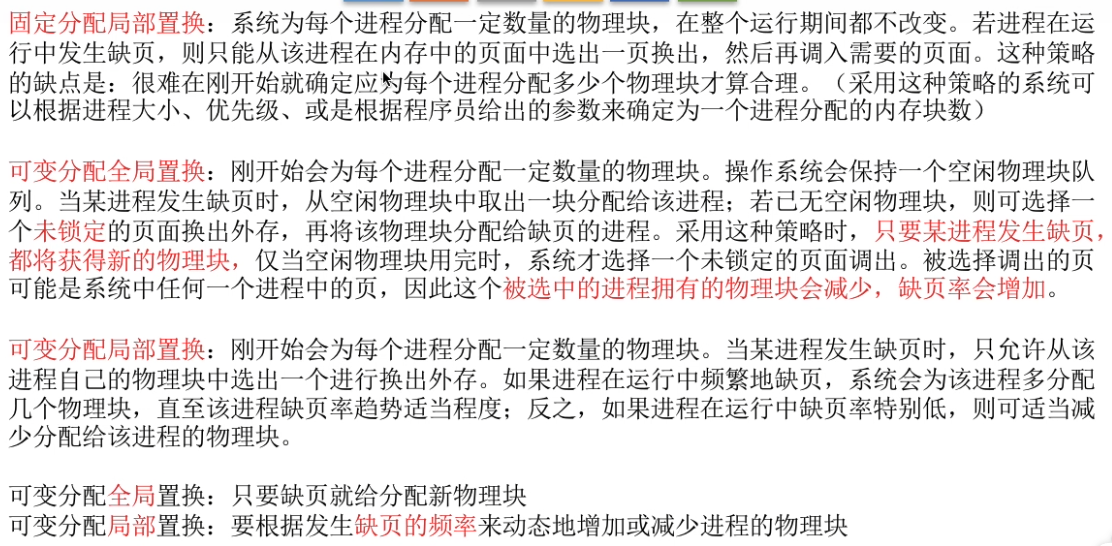 固定分配局部置换：系统为每个进程分配一定数量的物理块，在整个运行期间都不改变。若进程在运
行中发生缺页，则只能从该进程在内存中的页面中选出一页换出，然后再调入需要的页面。这种策略
的缺点是：很难在刚开始就确定应为每个进程分配多少个物理块才算合理。（采用这种策略的系统可
以根据进程大小、优先级、或是根据程序员给出的参数来确定为一个进程分配的内存块数）
可变分配全局置换：刚开始会为每个进程分配一定数量的物理块。操作系统会保持一个空闲物理块队
列。当某进程发生缺页时，从空闲物理块中取出一块分配给该进程；若已无空闲物理块，则可选择一
个未锁定的页面换出外存，再将该物理块分配给缺页的进程。采用这种策略时，只要某进程发生缺页，
都将获得新的物理块，仅当空闲物理块用完时，系统才选择一个未锁定的页面调出。被选择调出的页
可能是系统中任何一个进程中的页，因此这个被选中的进程拥有的物理块会减少，缺页率会增加。
可变分配局部置换：刚开始会为每个进程分配一定数量的物理块。当某进程发生缺页时，只允许从该
进程自己的物理块中选出一个进行换出外存。如果进程在运行中频繁地缺页，系统会为该进程多分配
几个物理块，直至该进程缺页率趋势适当程度；反之，如果进程在运行中缺页率特别低，则可适当减
少分配给该进程的物理块。
可变分配全局置换：只要缺页就给分配新物理块
可变分配局部置换：要根据发生缺页的频率来动态地增加或减少进程的物理块